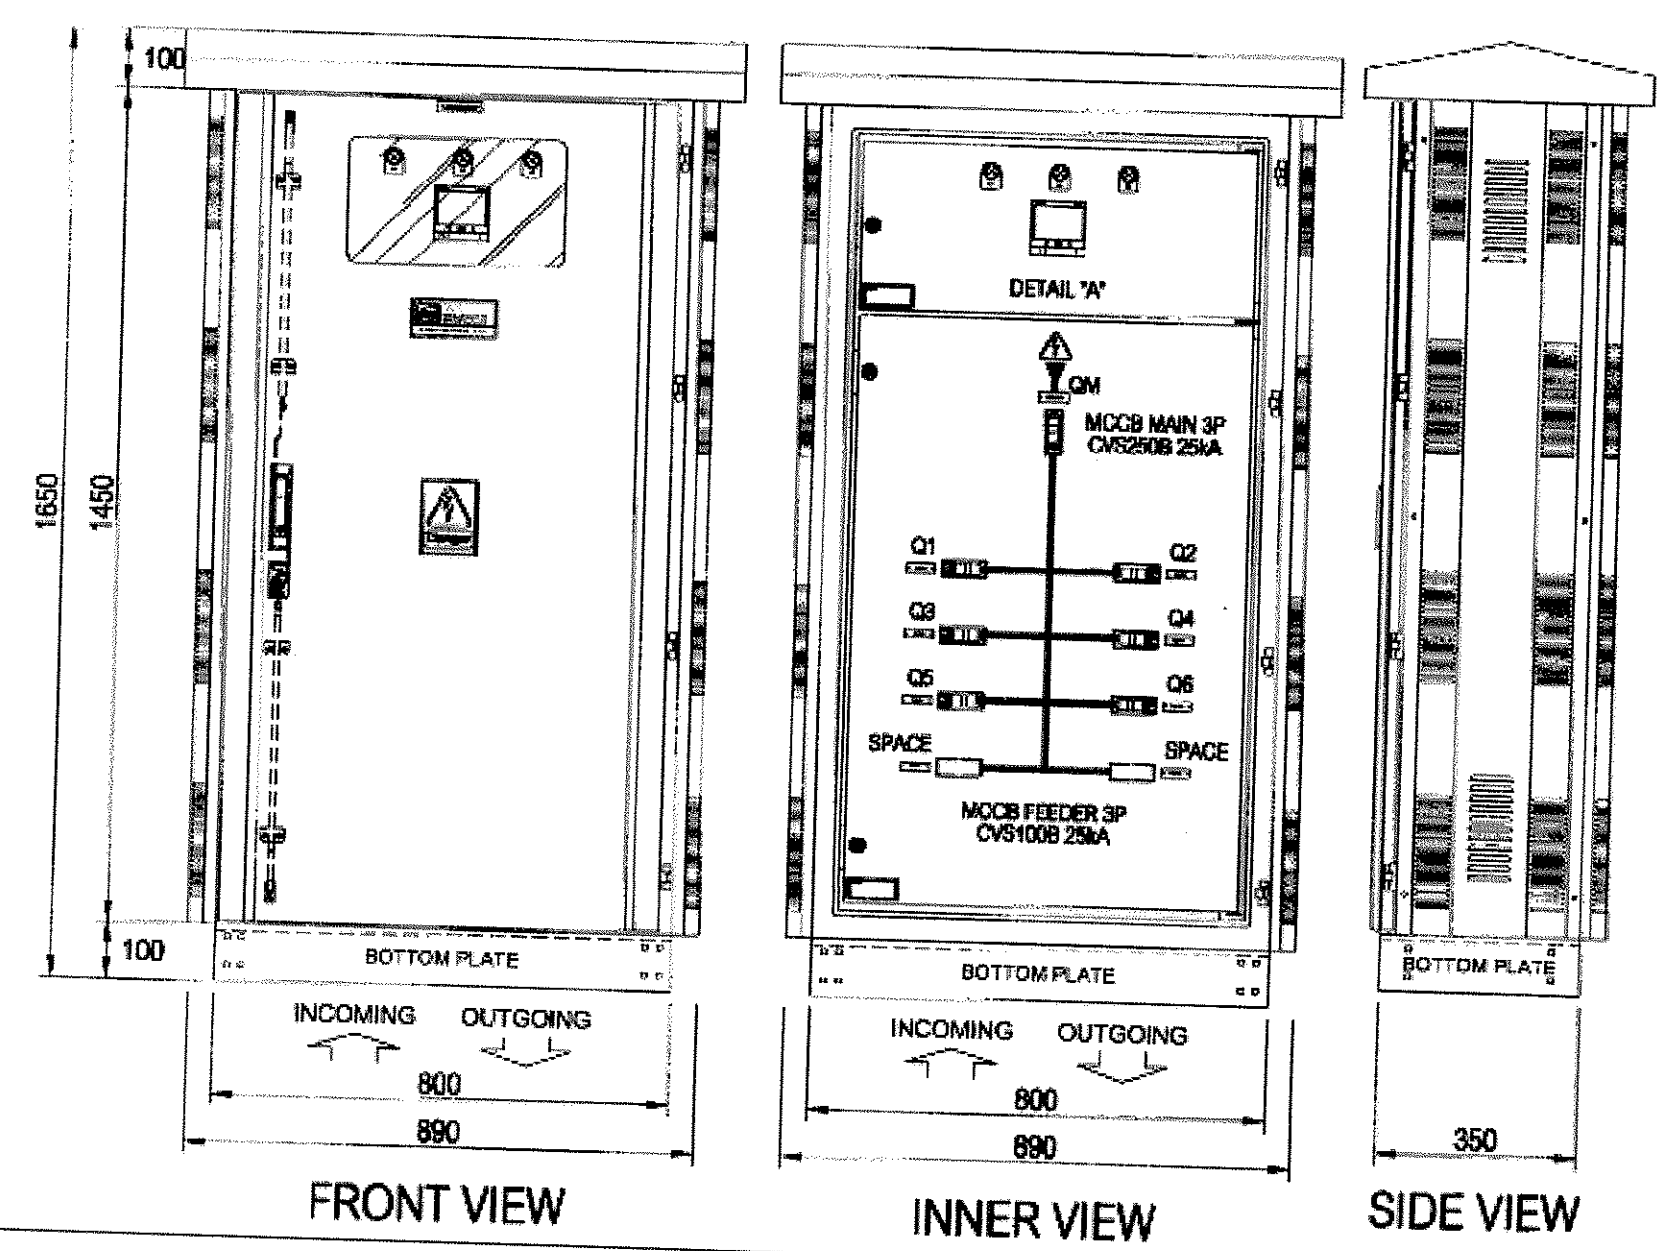 100
1650
1450
Danger
100
BOTTOM PLATE
INCOMING OUTGOING
800
890
FRONT VIEW
DETAIL "A"
QM
MCCB MAIN 3P
CVS250B 25kA
Q1 Q2
Q3 Q4
Q5 Q6
SPACE SPACE
MCCB FEEDER 3P
CVS100B 25kA
BOTTOM PLATE
INCOMING OUTGOING
800
890
INNER VIEW
BOTTOM PLATE
350
SIDE VIEW